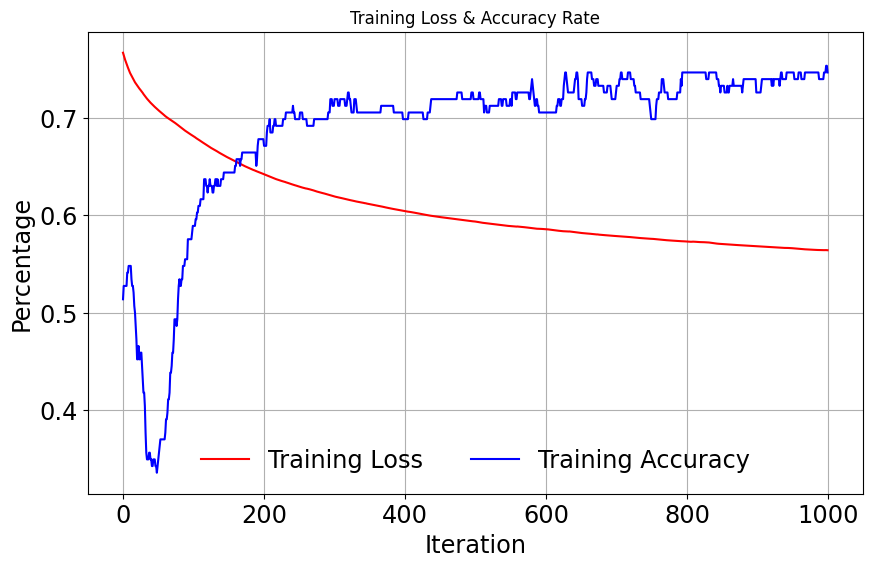 Training Loss & Accuracy Rate
Percentage
0.7
0.6
0.5
0.4
Training Loss
Training Accuracy
0 200 400 600 800 1000
Iteration